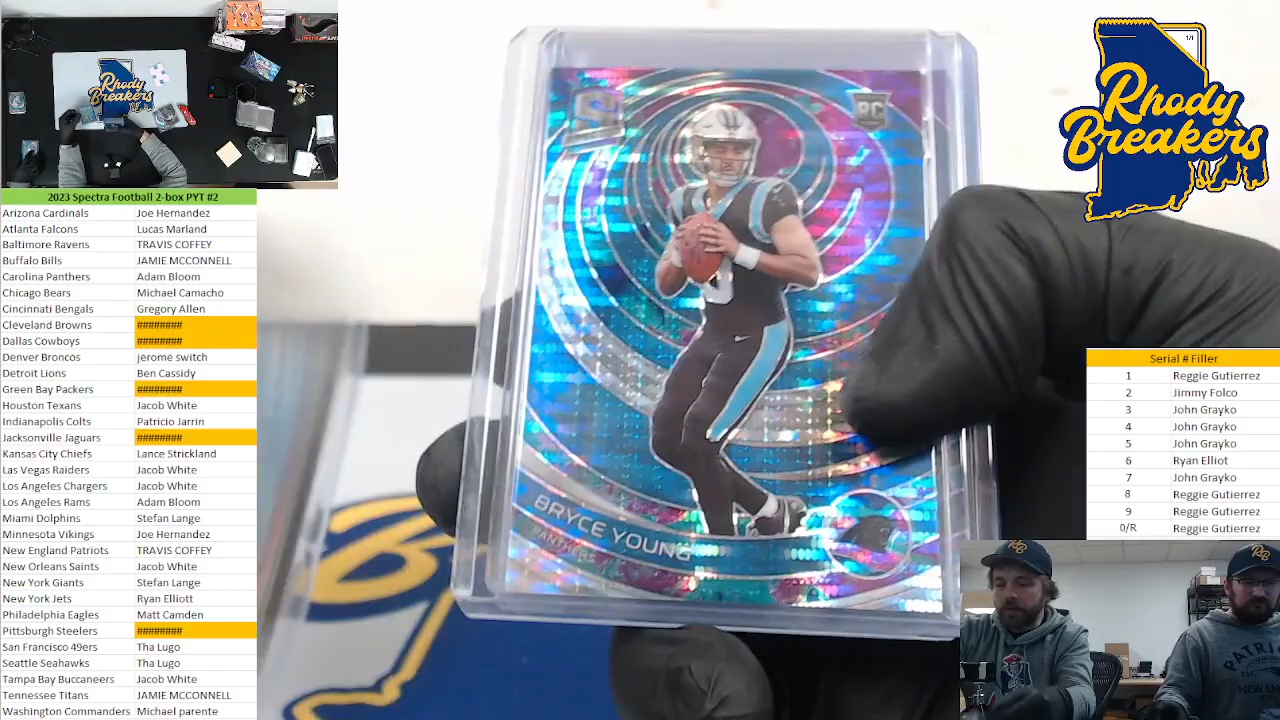 2023 Spectra Football 2-box PYT #2
Arizona Cardinals Joe Hernandez
Atlanta Falcons Lucas Marland
Baltimore Ravens TRAVIS COFFEY
Buffalo Bills JAMIE MCCONNELL
Carolina Panthers Adam Bloom
Chicago Bears Michael Camacho
Cincinnati Bengals Gregory Allen
Cleveland Browns ########
Dallas Cowboys ########
Denver Broncos jerome switch
Detroit Lions Ben Cassidy
Green Bay Packers ########
Houston Texans Jacob White
Indianapolis Colts Patricio Jarrin
Jacksonville Jaguars ########
Kansas City Chiefs Lance Strickland
Las Vegas Raiders Jacob White
Los Angeles Chargers Jacob White
Los Angeles Rams Adam Bloom
Miami Dolphins Stefan Lange
Minnesota Vikings Joe Hernandez
New England Patriots TRAVIS COFFEY
New Orleans Saints Jacob White
New York Giants Stefan Lange
New York Jets Ryan Elliott
Philadelphia Eagles Matt Camden
Pittsburgh Steelers ########
San Francisco 49ers Tha Lugo
Seattle Seahawks Tha Lugo
Tampa Bay Buccaneers Jacob White
Tennessee Titans JAMIE MCCONNELL
Washington Commanders Michael parente
Rhody
Breakers
RC
BRYCE YOUNG
PANTHERS
1/1
Rhody
Breakers
Serial # Filler
1 Reggie Gutierrez
2 Jimmy Folco
3 John Grayko
4 John Grayko
5 John Grayko
6 Ryan Elliot
7 John Grayko
8 Reggie Gutierrez
9 Reggie Gutierrez
0/R Reggie Gutierrez
RB
RB
PATRIOTS
NEW ENGLAND